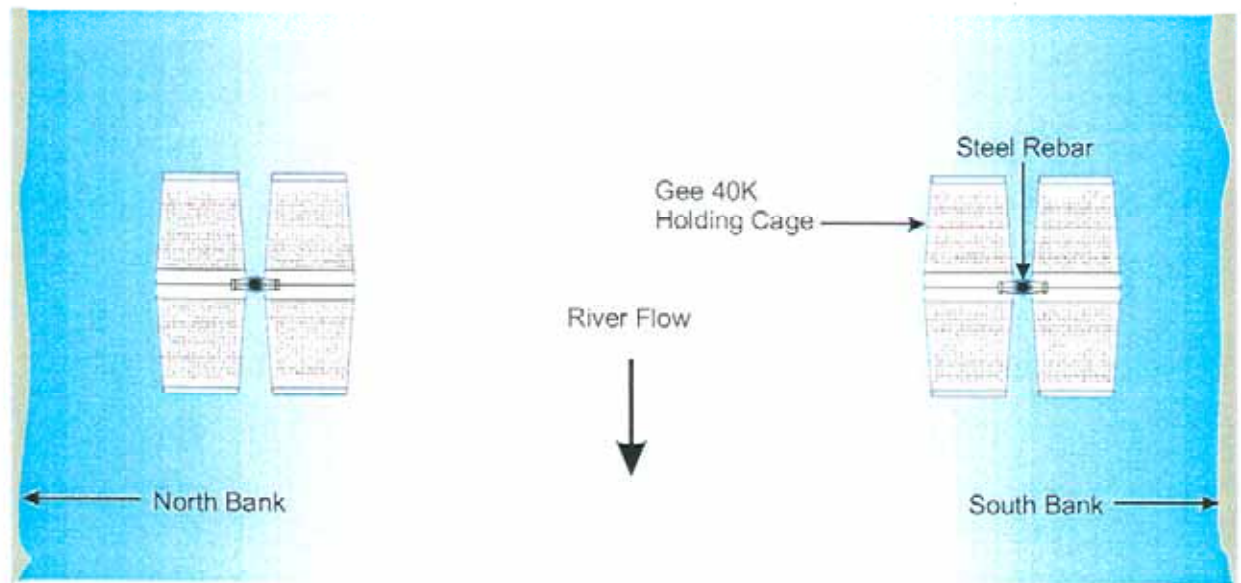 Steel Rebar
Gee 40K
Holding Cage
River Flow
North Bank
South Bank